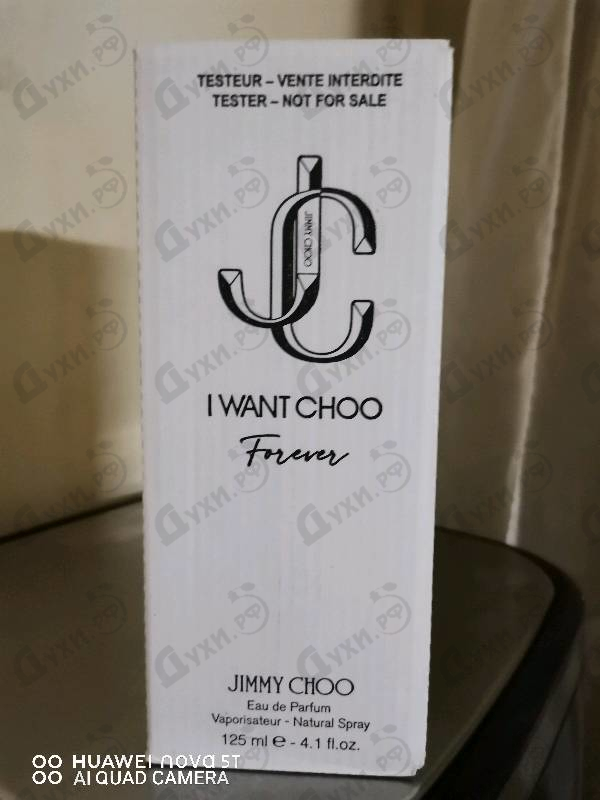 TESTEUR – VENTE INTERDITE
TESTER – NOT FOR SALE
JC
JIMMY CHOO
I WANT CHOO
Forever
JIMMY CHOO
Eau de Parfum
Vaporisateur - Natural Spray
125 ml e - 4.1 fl.oz.
HUAWEI nova 5T
AI QUAD CAMERA
Духи.рф